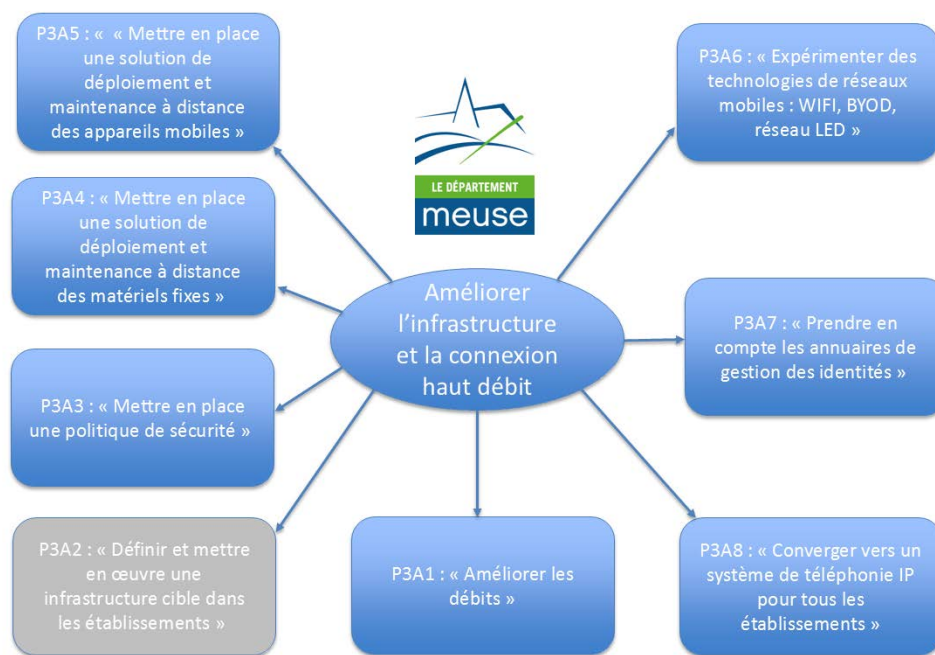 P3A5 : « « Mettre en place
une solution de
déploiement et
maintenance à distance
des appareils mobiles »
LE DÉPARTEMENT
meuse
P3A6 : « Expérimenter des
technologies de réseaux
mobiles : WIFI, BYOD,
réseau LED »
P3A4 : « Mettre en place
une solution de
déploiement et
maintenance à distance
des matériels fixes »
Améliorer
l’infrastructure
et la connexion
haut débit
P3A7 : « Prendre en
compte les annuaires de
gestion des identités »
P3A3 : « Mettre en place
une politique de sécurité »
P3A2 : « Définir et mettre
en œuvre une
infrastructure cible dans
les établissements »
P3A1 : « Améliorer les
débits »
P3A8 : « Converger vers un
système de téléphonie IP
pour tous les
établissements »